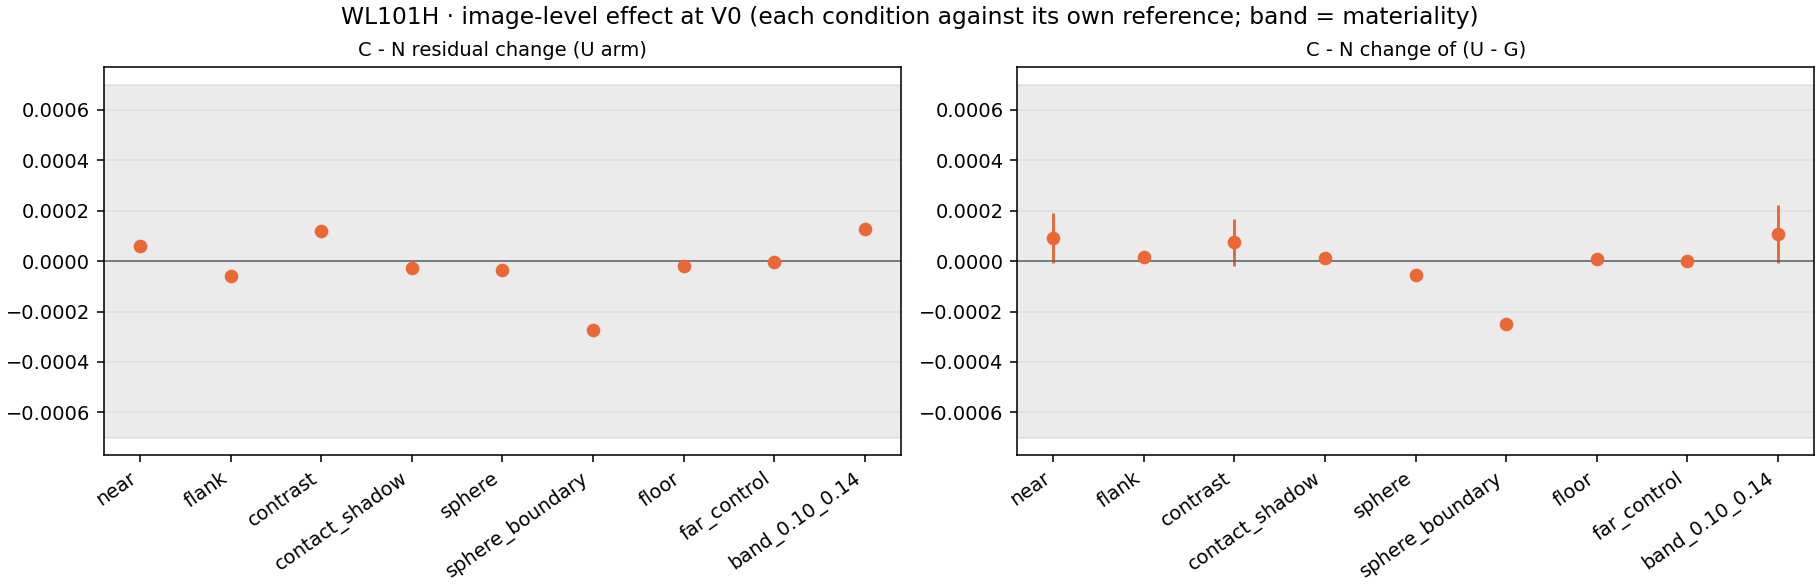 WL101H · image-level effect at V0 (each condition against its own reference; band = materiality)
C - N residual change (U arm)
0.0006
0.0004
0.0002
0.0000
−0.0002
−0.0004
−0.0006
near
flank
contrast
contact_shadow
sphere
sphere_boundary
floor
far_control
band_0.10_0.14
C - N change of (U - G)
0.0006
0.0004
0.0002
0.0000
−0.0002
−0.0004
−0.0006
near
flank
contrast
contact_shadow
sphere
sphere_boundary
floor
far_control
band_0.10_0.14